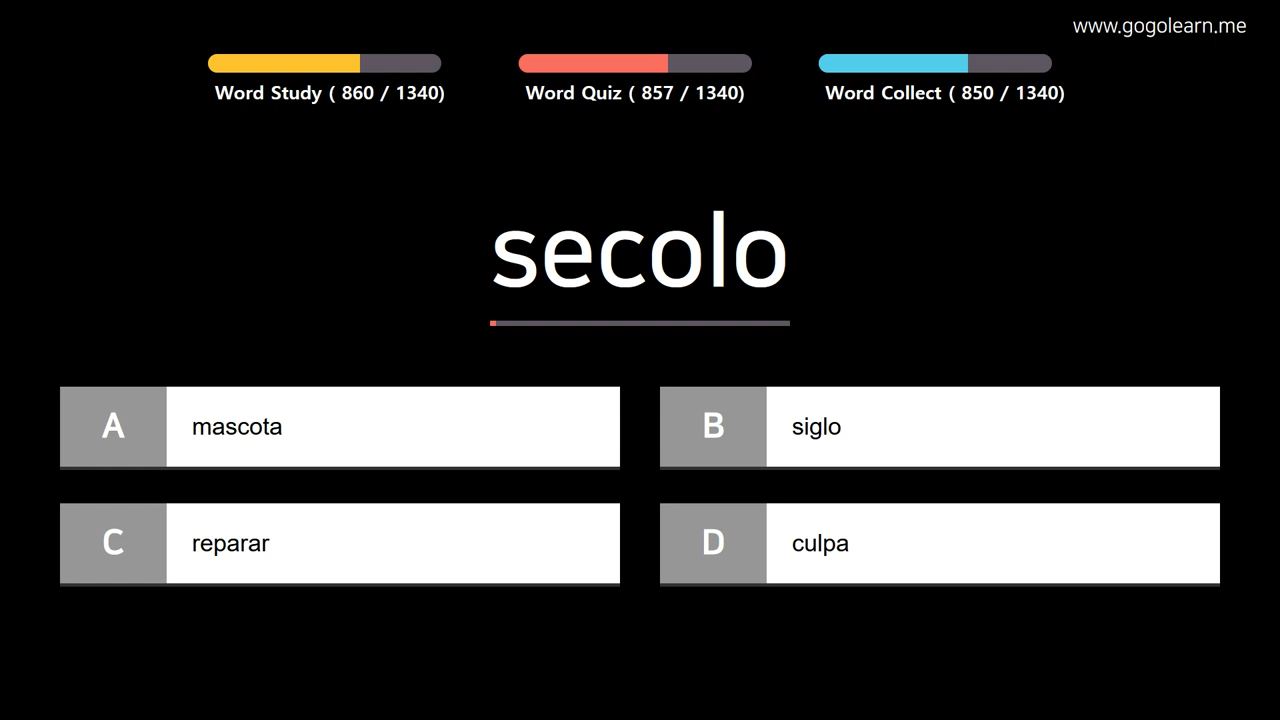 www.gogolearn.me
Word Study ( 860 / 1340)
Word Quiz ( 857 / 1340)
Word Collect ( 850 / 1340)
secolo
A mascota
B siglo
C reparar
D culpa